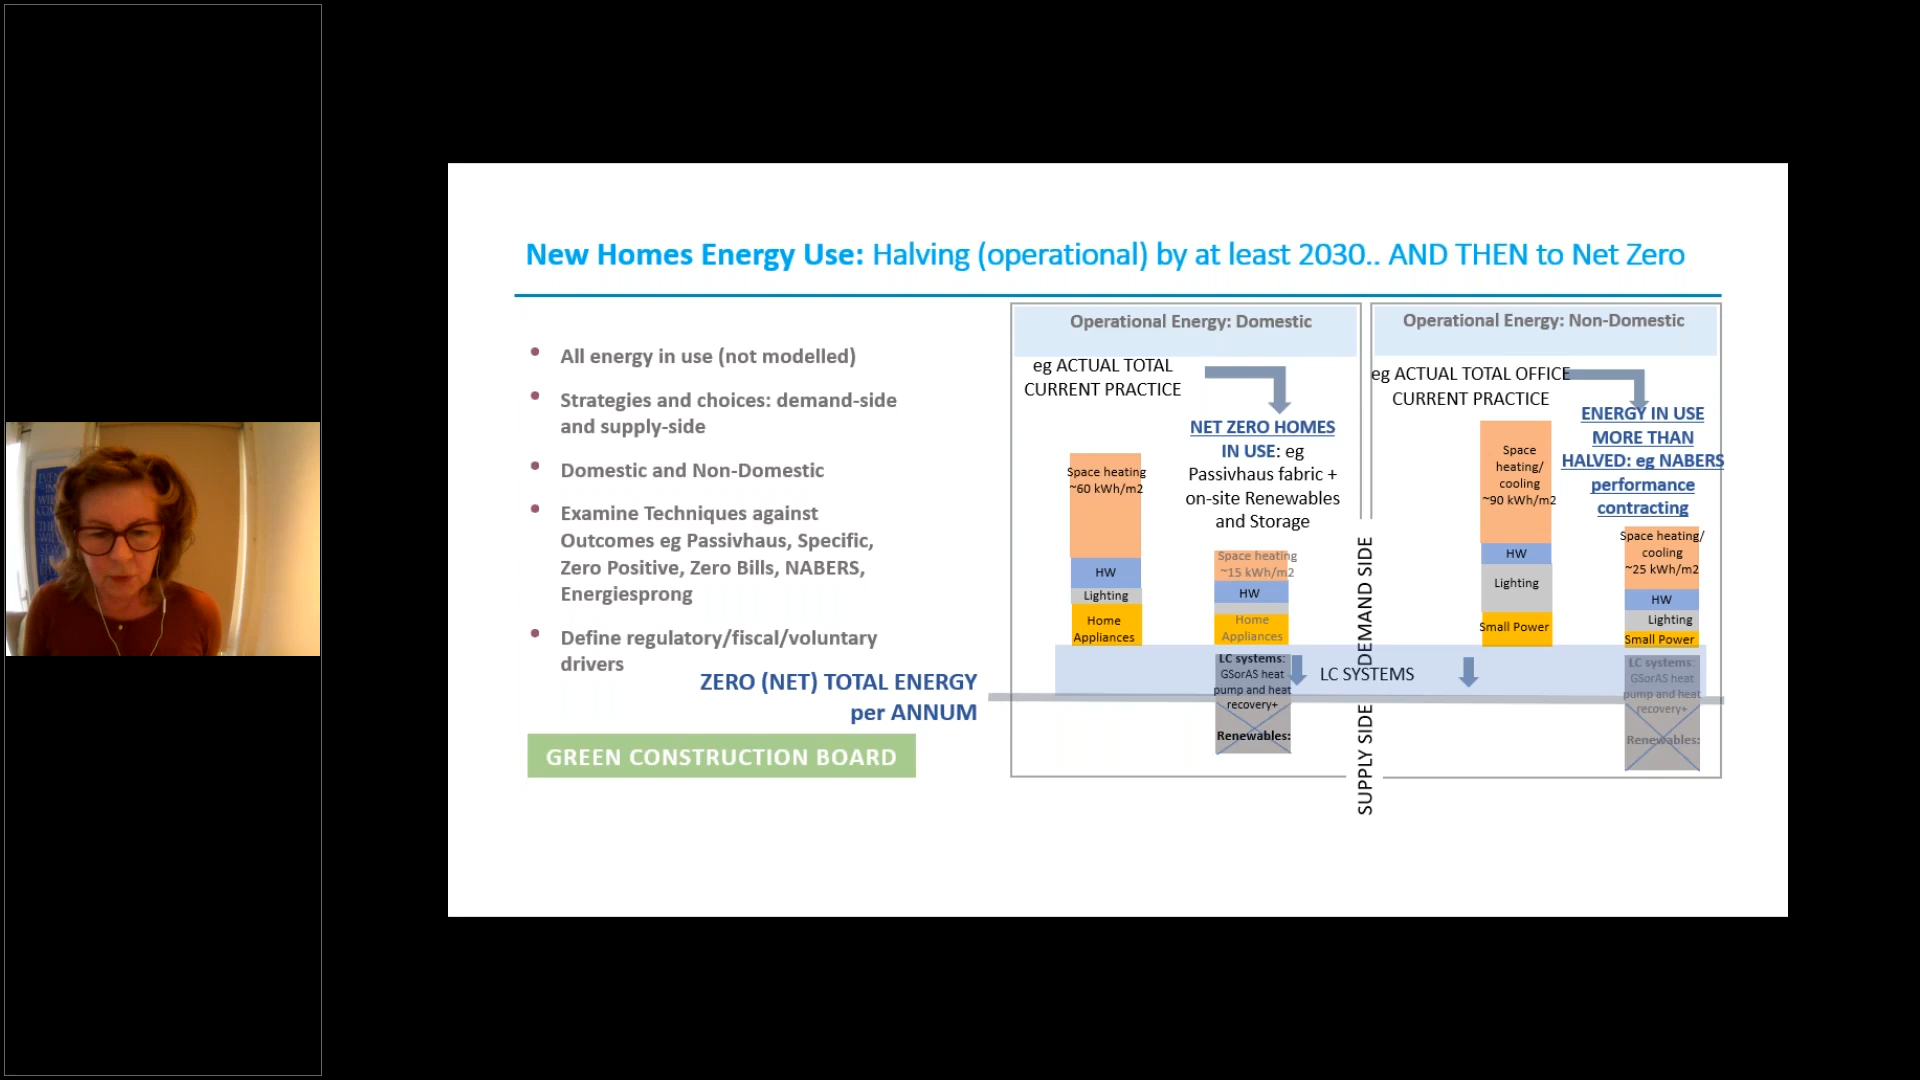 New Homes Energy Use: Halving (operational) by at least 2030.. AND THEN to Net Zero
All energy in use (not modelled)
Strategies and choices: demand-side
and supply-side
Domestic and Non-Domestic
Examine Techniques against
Outcomes eg Passivhaus, Specific,
Zero Positive, Zero Bills, NABERS,
Energiesprong
Define regulatory/fiscal/voluntary
drivers
ZERO (NET) TOTAL ENERGY
per ANNUM
GREEN CONSTRUCTION BOARD
Operational Energy: Domestic
eg ACTUAL TOTAL
CURRENT PRACTICE
NET ZERO HOMES
IN USE: eg
Passivhaus fabric +
on-site Renewables
and Storage
Space heating
~60 kWh/m2
HW
Lighting
Home
Appliances
Space heating
~15 kWh/m2
HW
Home
Appliances
LC systems:
GSorAS heat
pump and heat
recovery+
Renewables:
LC SYSTEMS
DEMAND SIDE
SUPPLY SIDE
Operational Energy: Non-Domestic
eg ACTUAL TOTAL OFFICE
CURRENT PRACTICE
ENERGY IN USE
MORE THAN
HALVED: eg NABERS
performance
contracting
Space
heating/
cooling
~90 kWh/m2
HW
Lighting
Small Power
Space heating/
cooling
~25 kWh/m2
HW
Lighting
Small Power
LC systems:
GSorAS heat
pump and heat
recovery+
Renewables: